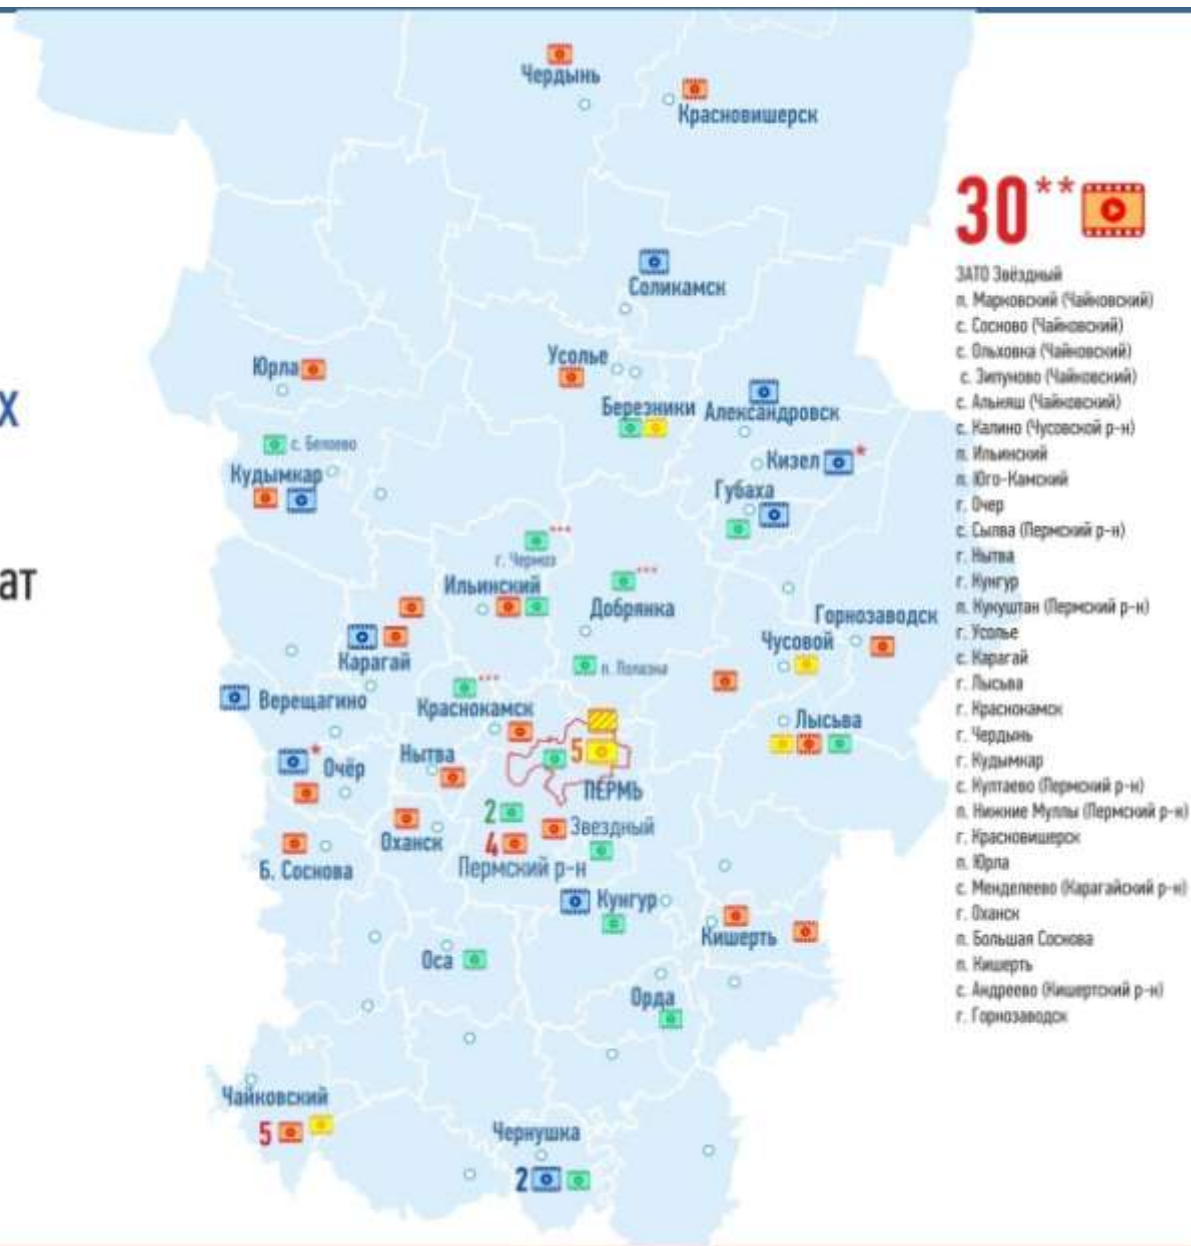 Чердынь
Красновишерск
30**
Соликамск
Юрла
Усолье
Березники
Александровск
х
с. Белоево
Кудымкар
Кизел *
Губаха
ат
***
г. Чермоз
***
Ильинский
Добрянка
Горнозаводск
Чусовой
Карагай
п. Полазна
Верещагино
***
Краснокамск
Лысьва
*
Очёр
Нытва
5
ПЕРМЬ
2
Звездный
Оханск
4
Пермский р-н
Б. Соснова
Кунгур
Кишерть
Оса
Орда
Чайковский
5
Чернушка
2
ЗАТО Звёздный
п. Марковский (Чайковский)
с. Сосново (Чайковский)
с. Ольховка (Чайковский)
с. Зипуново (Чайковский)
с. Альняш (Чайковский)
с. Калино (Чусовской р-н)
п. Ильинский
п. Юго-Камский
г. Очер
с. Сылва (Пермский р-н)
г. Нытва
г. Кунгур
п. Кукуштан (Пермский р-н)
г. Усолье
с. Карагай
г. Лысьва
г. Краснокамск
г. Чердынь
г. Кудымкар
с. Култаево (Пермский р-н)
п. Нижние Муллы (Пермский р-н)
г. Красновишерск
п. Юрла
с. Менделеево (Карагайский р-н)
г. Оханск
п. Большая Соснова
п. Кишерть
с. Андреево (Кишертский р-н)
г. Горнозаводск